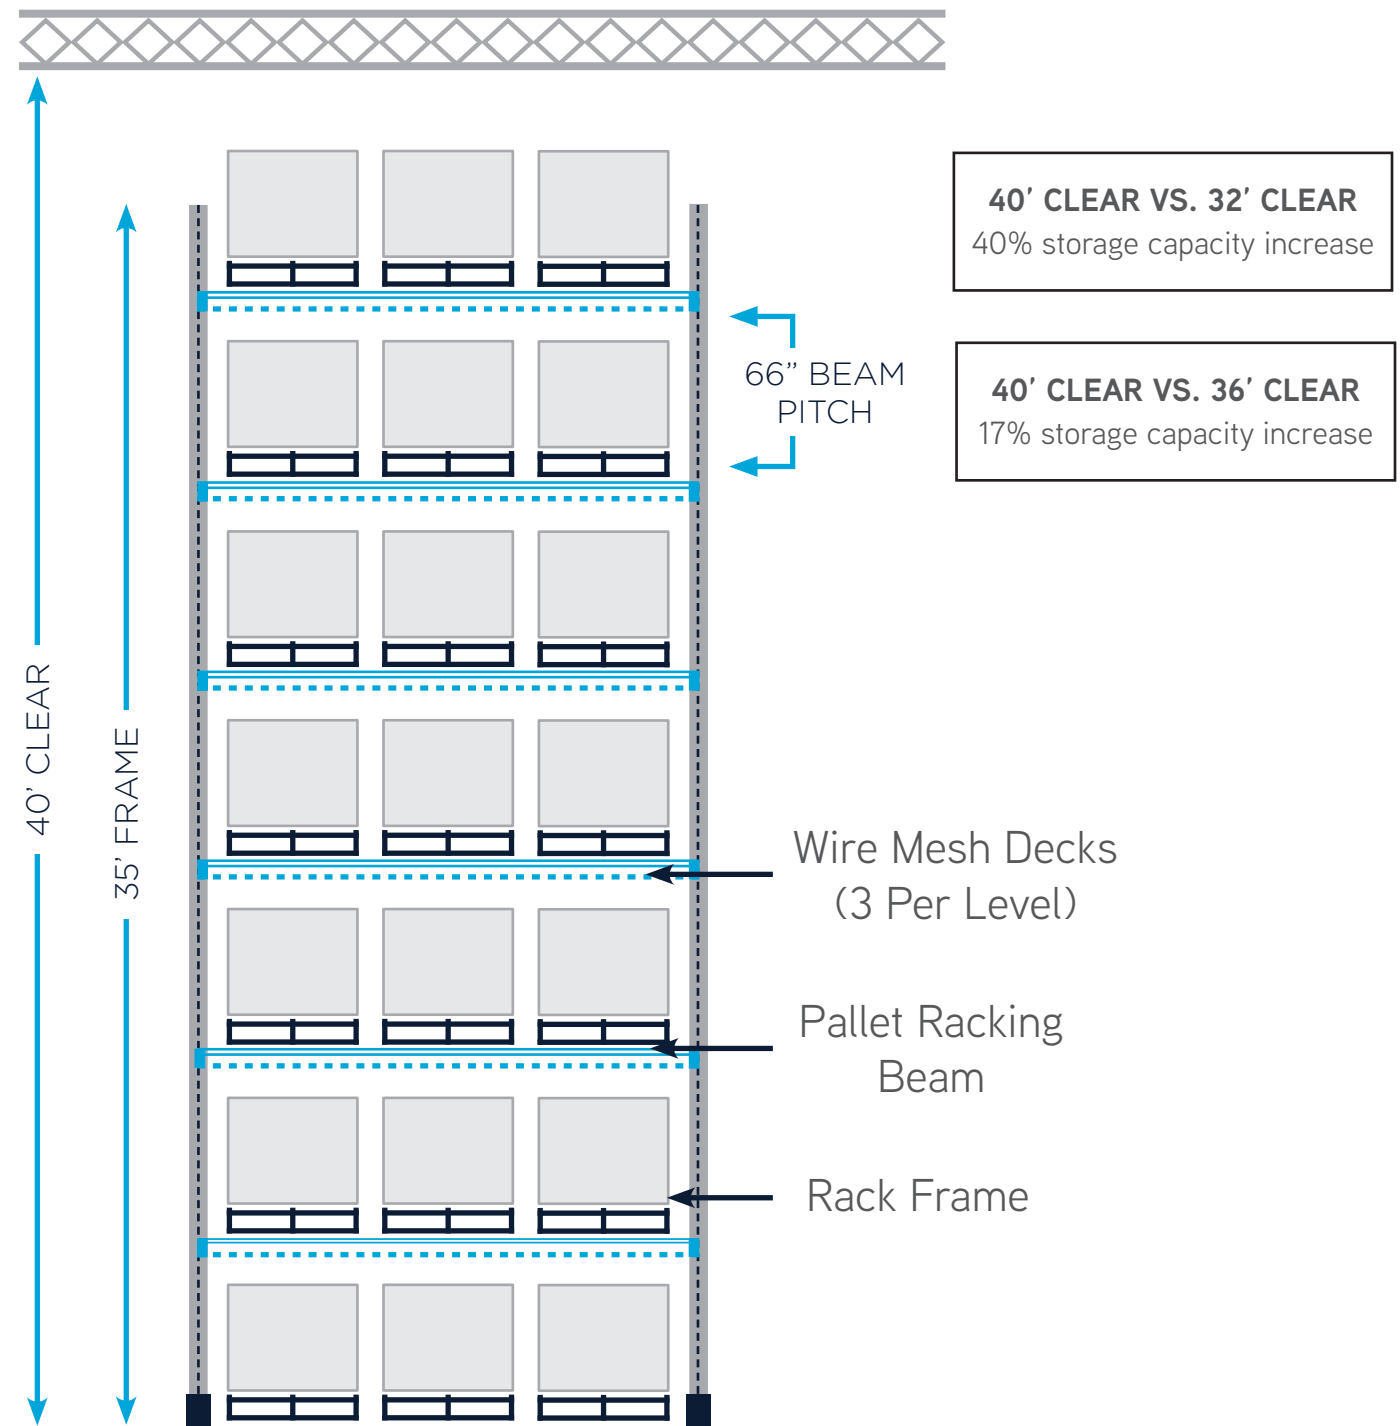 40’ CLEAR VS. 32’ CLEAR
40% storage capacity increase
40’ CLEAR VS. 36’ CLEAR
17% storage capacity increase
66” BEAM
PITCH
40’ CLEAR
35’ FRAME
Wire Mesh Decks
(3 Per Level)
Pallet Racking
Beam
Rack Frame